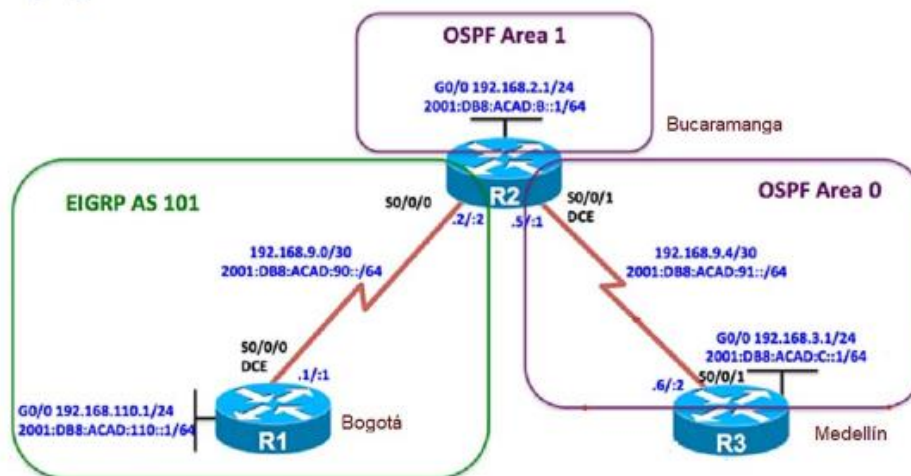 OSPF Area 1
G0/0 192.168.2.1/24
2001:DB8:ACAD:B::1/64
Bucaramanga
EIGRP AS 101
S0/0/0
R2
S0/0/1
DCE
OSPF Area 0
.2/:2
.5/:1
192.168.9.0/30
2001:DB8:ACAD:90::/64
192.168.9.4/30
2001:DB8:ACAD:91::/64
S0/0/0
DCE
.1/:1
G0/0 192.168.3.1/24
2001:DB8:ACAD:C::1/64
.6/:2
S0/0/1
G0/0 192.168.110.1/24
2001:DB8:ACAD:110::1/64
R1
Bogotá
R3
Medellín